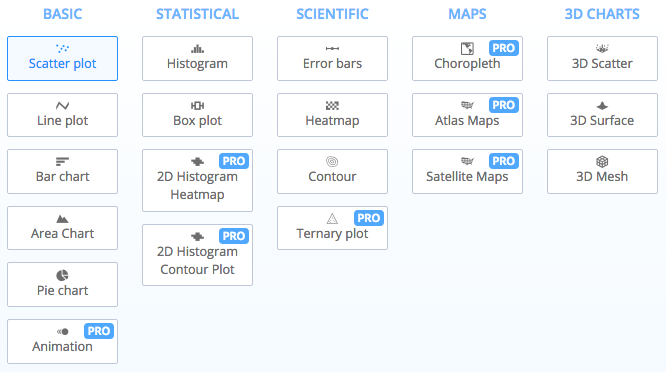 BASIC
Scatter plot
Line plot
Bar chart
Area Chart
Pie chart
PRO
Animation
STATISTICAL
Histogram
Box plot
PRO
2D Histogram
Heatmap
PRO
2D Histogram
Contour Plot
SCIENTIFIC
Error bars
Heatmap
Contour
PRO
Ternary plot
MAPS
PRO
Choropleth
PRO
Atlas Maps
PRO
Satellite Maps
3D CHARTS
3D Scatter
3D Surface
3D Mesh